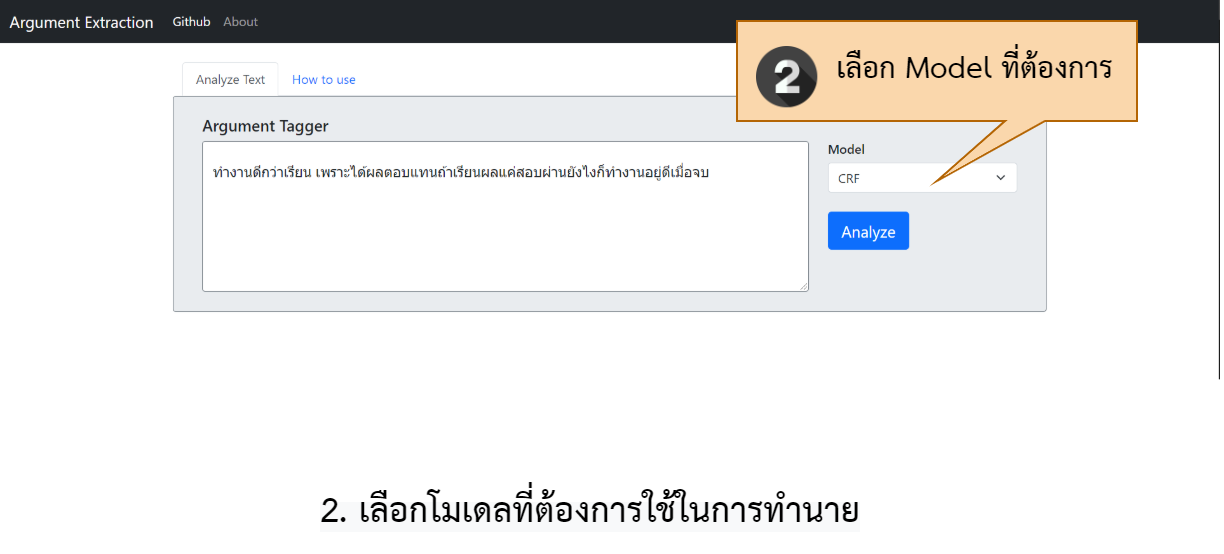 Argument Extraction Github About
2 เลือก Model ที่ต้องการ
Analyze Text How to use
Argument Tagger
Model
ทำงานดีกว่าเรียน เพราะได้ผลตอบแทนถ้าเรียนผลแค่สอบผ่านยังไงก็ทำงานอยู่ดีเมื่อจบ
CRF
Analyze
2. เลือกโมเดลที่ต้องการใช้ในการทำนาย